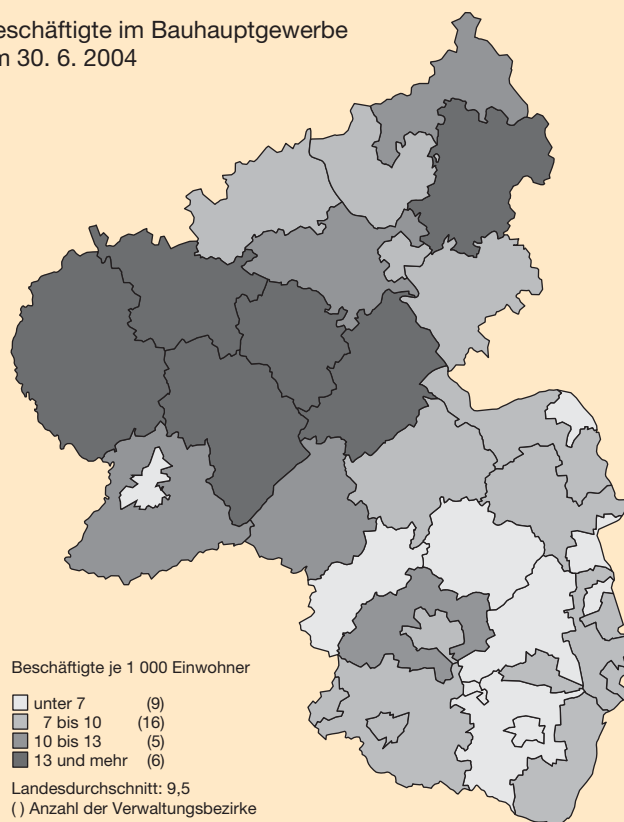 eschäftigte im Bauhauptgewerbe
m 30. 6. 2004
Beschäftigte je 1 000 Einwohner
unter 7 (9)
7 bis 10 (16)
10 bis 13 (5)
13 und mehr (6)
Landesdurchschnitt: 9,5
( ) Anzahl der Verwaltungsbezirke